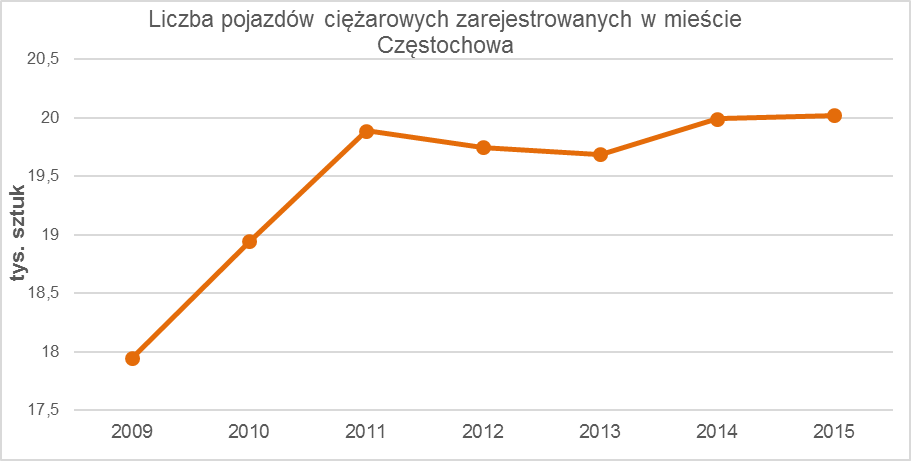 Liczba pojazdów ciężarowych zarejestrowanych w mieście
Częstochowa
20,5
20
19,5
19
18,5
18
17,5
tys. sztuk
2009 2010 2011 2012 2013 2014 2015